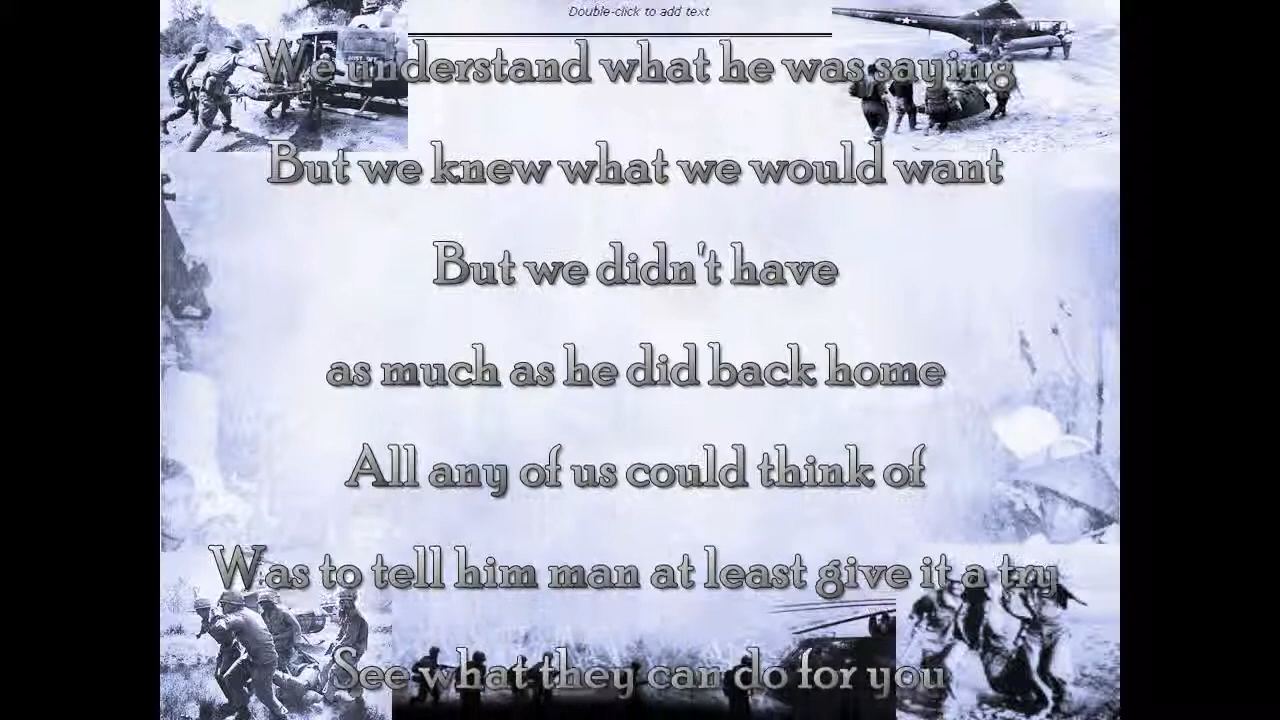 Double-click to add text
We understand what he was saying
But we knew what we would want
But we didn't have
as much as he did back home
All any of us could think of
Was to tell him man at least give it a try
See what they can do for you